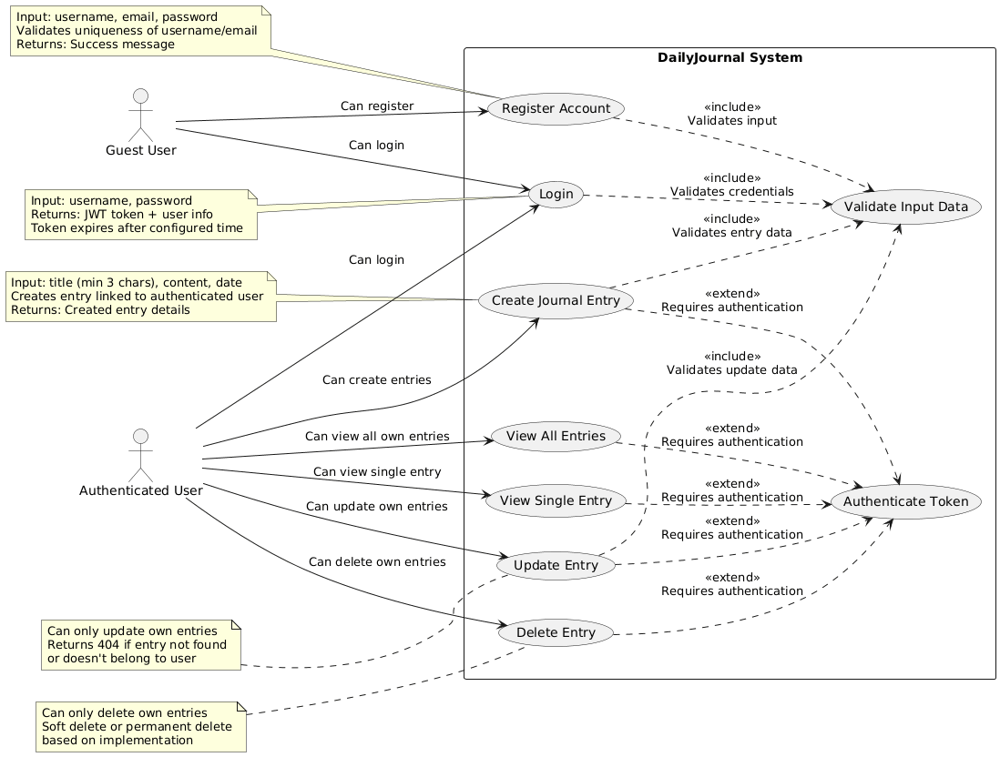 Input: username, email, password
Validates uniqueness of username/email
Returns: Success message
DailyJournal System
Guest User
Can register
Register Account
«include»
Validates input
Can login
Input: username, password
Returns: JWT token + user info
Token expires after configured time
Login
«include»
Validates credentials
Validate Input Data
«include»
Validates entry data
Can login
Input: title (min 3 chars), content, date
Creates entry linked to authenticated user
Returns: Created entry details
Create Journal Entry
«extend»
Requires authentication
«include»
Validates update data
Can create entries
Authenticated User
Can view all own entries
View All Entries
«extend»
Requires authentication
Can view single entry
View Single Entry
«extend»
Requires authentication
Authenticate Token
Can update own entries
Update Entry
«extend»
Requires authentication
Can delete own entries
Delete Entry
«extend»
Requires authentication
Can only update own entries
Returns 404 if entry not found
or doesn't belong to user
Can only delete own entries
Soft delete or permanent delete
based on implementation